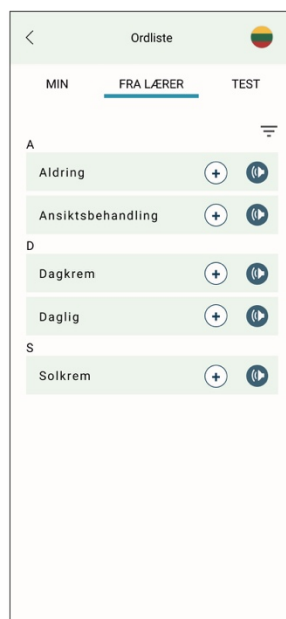 Ordliste
MIN FRA LÆRER TEST
A
Aldring
Ansiktsbehandling
D
Dagkrem
Daglig
S
Solkrem